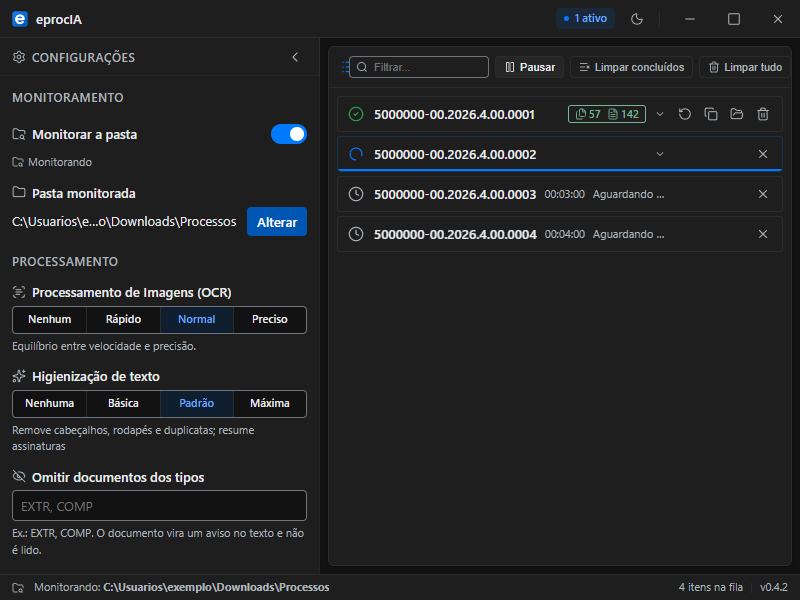 eprocIA
1 ativo
CONFIGURAÇÕES
MONITORAMENTO
Monitorar a pasta
Monitorando
Pasta monitorada
C:\Usuarios\e...o\Downloads\Processos
Alterar
PROCESSAMENTO
Processamento de Imagens (OCR)
Nenhum Rápido Normal Preciso
Equilíbrio entre velocidade e precisão.
Higienização de texto
Nenhuma Básica Padrão Máxima
Remove cabeçalhos, rodapés e duplicatas; resume
assinaturas
Omitir documentos dos tipos
EXTR, COMP
Ex.: EXTR, COMP. O documento vira um aviso no texto e não
é lido.
Filtrar... Pausar Limpar concluídos Limpar tudo
5000000-00.2026.4.00.0001 57 142
5000000-00.2026.4.00.0002
5000000-00.2026.4.00.0003 00:03:00 Aguardando ...
5000000-00.2026.4.00.0004 00:04:00 Aguardando ...
Monitorando: C:\Usuarios\exemplo\Downloads\Processos
4 itens na fila v0.4.2